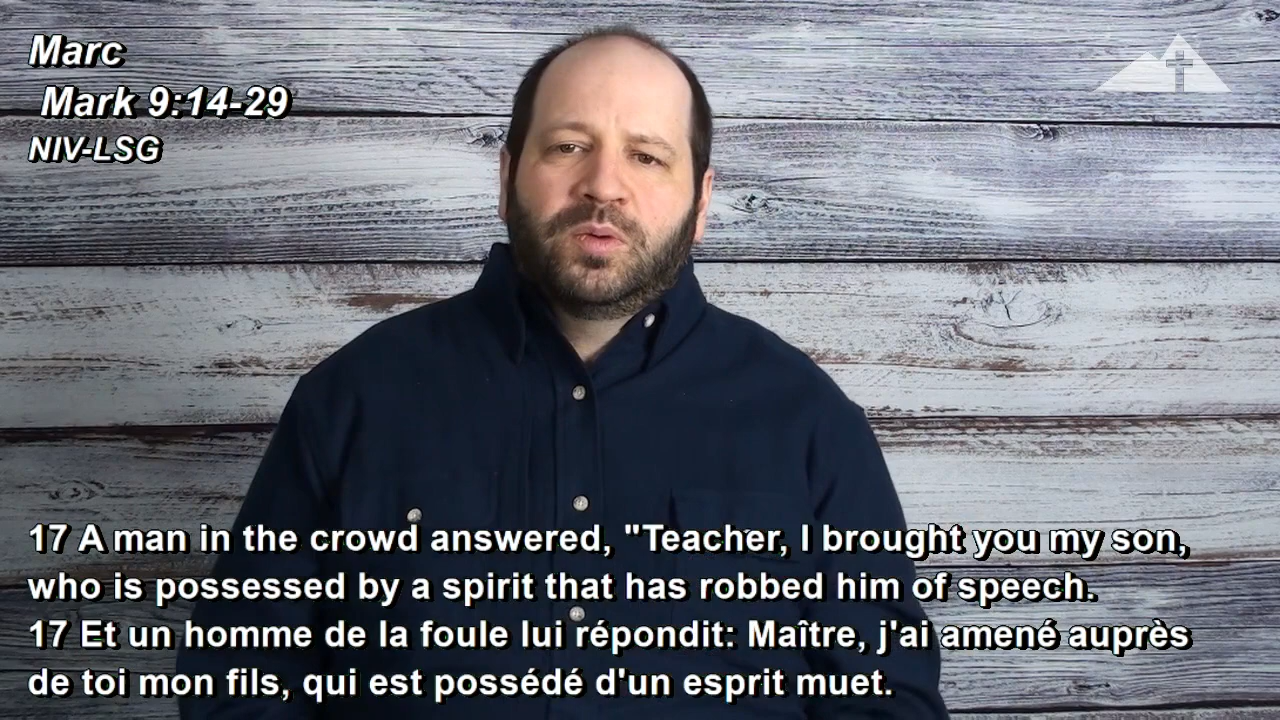 Marc
Mark 9:14-29
NIV-LSG
17 A man in the crowd answered, "Teacher, I brought you my son,
who is possessed by a spirit that has robbed him of speech.
17 Et un homme de la foule lui répondit: Maître, j'ai amené auprès
de toi mon fils, qui est possédé d'un esprit muet.